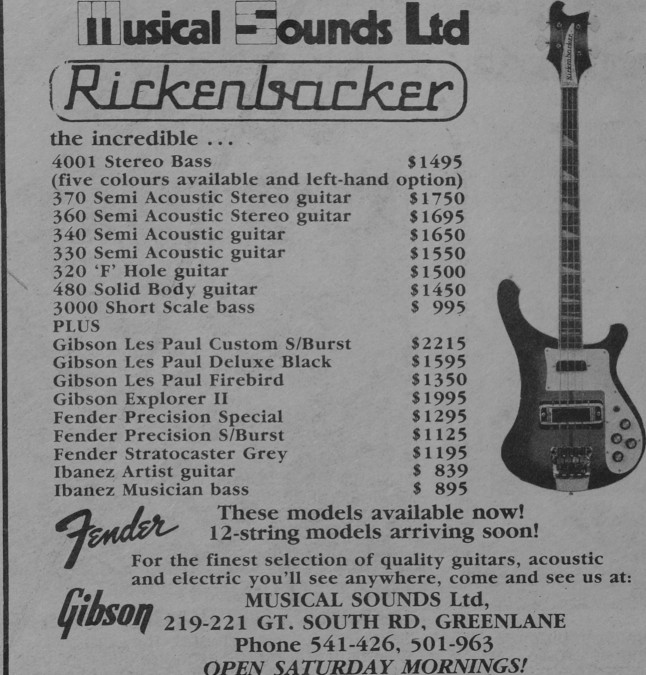 Musical Sounds Ltd
Rickenbacker
the incredible ...
4001 Stereo Bass $1495
(five colours available and left-hand option)
370 Semi Acoustic Stereo guitar $1750
360 Semi Acoustic Stereo guitar $1695
340 Semi Acoustic guitar $1650
330 Semi Acoustic guitar $1550
320 ‘F’ Hole guitar $1500
480 Solid Body guitar $1450
3000 Short Scale bass $ 995
PLUS
Gibson Les Paul Custom S/Burst $2215
Gibson Les Paul Deluxe Black $1595
Gibson Les Paul Firebird $1350
Gibson Explorer II $1995
Fender Precision Special $1295
Fender Precision S/Burst $1125
Fender Stratocaster Grey $1195
Ibanez Artist guitar $ 839
Ibanez Musician bass $ 895
Fender
These models available now!
12-string models arriving soon!
For the finest selection of quality guitars, acoustic
and electric you'll see anywhere, come and see us at:
Gibson
MUSICAL SOUNDS Ltd,
219-221 GT. SOUTH RD, GREENLANE
Phone 541-426, 501-963
OPEN SATURDAY MORNINGS!
Rickenbacker